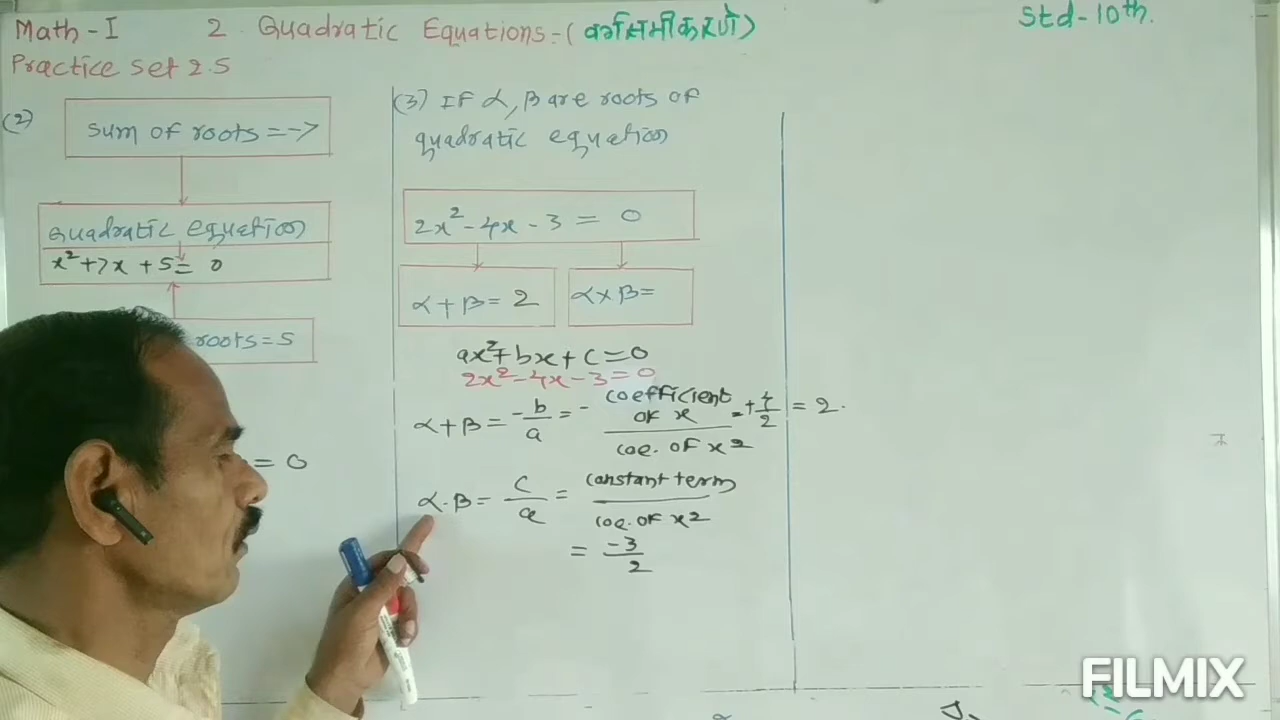 Math-I 2. Quadratic Equations:- (वर्गसमीकरणे) Std-10th.
Practice Set 2.5
(2)
sum of roots = -7
quadratic equation
x²+7x +5= 0
roots=5
= 0
(3) IF α, β are roots of
quadratic equation
2x² - 4x - 3 = 0
α + β = 2
α × β =
ax²+bx+c=0
2x²-4x-3=0
α+β = -b/a = - coefficient of x / coe. of x2 = +4/2 = 2.
α·β = c/a = constant term / coe. of x2
= -3/2
FILMIX